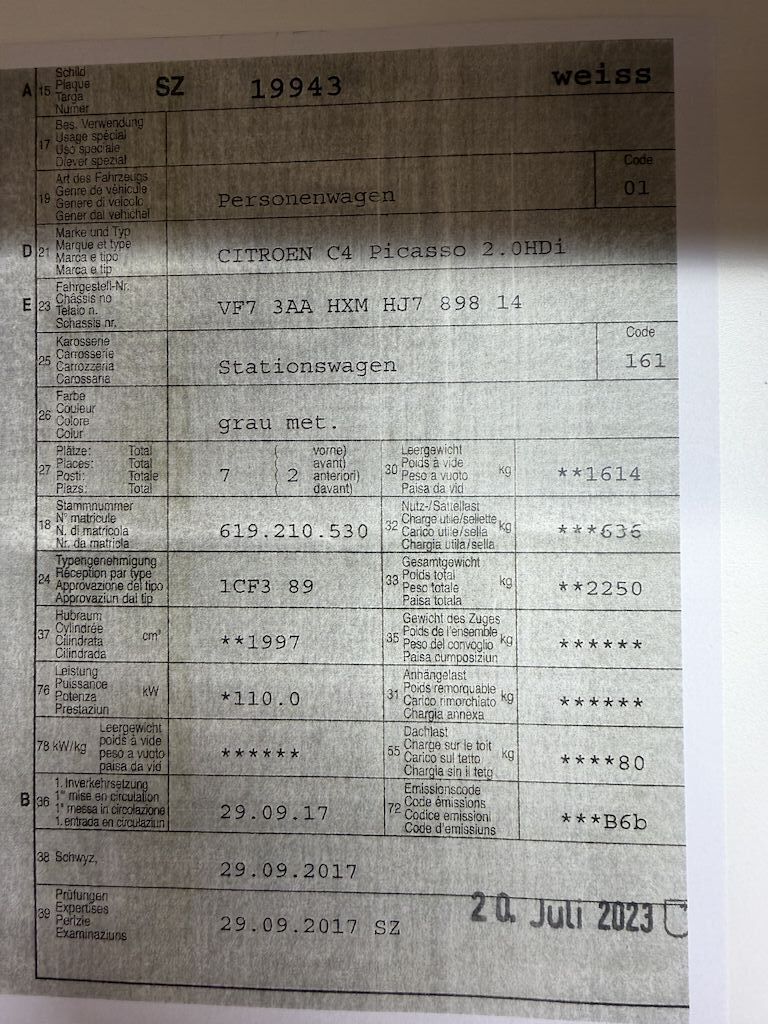 A 15 Schild SZ 19943 weiss
Plaque
Targa
Numer
17 Bes. Verwendung
Usage spécial
Uso speciale
Diever spezial
19 Art des Fahrzeugs Personenwagen Code
Genre de véhicule 01
Genere di veicolo
Gener dal vehichel
D 21 Marke und Typ CITROEN C4 Picasso 2.0HDi
Marque et type
Marca e tipo
Marca e tip
E 23 Fahrgestell-Nr. VF7 3AA HXM HJ7 898 14
Châssis no
Telaio n.
Schassis nr.
25 Karosserie Stationswagen Code
Carrosserie 161
Carrozzeria
Carossaria
26 Farbe grau met.
Couleur
Colore
Colur
27 Plätze: Total 7 ( 2 vorne)
Places: Total avant)
Posti: Totale anteriori)
Plazs: Total davant)
30 Leergewicht kg **1614
Poids à vide
Peso a vuoto
Paisa da vid
18 Stammnummer 619.210.530
N° matricule
N. di matricola
Nr. da matricla
32 Nutz-/Sattellast kg ***636
Charge utile/sellette
Carico utile/sella
Chargia utila/sella
24 Typengenehmigung 1CF3 89
Réception par type
Approvazione del tipo
Approvaziun dal tip
33 Gesamtgewicht kg **2250
Poids total
Peso totale
Paisa totala
37 Hubraum cm³ **1997
Cylindrée
Cilindrata
Cilindrada
35 Gewicht des Zuges kg ******
Poids de l'ensemble
Peso del convoglio
Paisa cumposiziun
76 Leistung kW *110.0
Puissance
Potenza
Prestaziun
31 Anhängelast kg ******
Poids remorquable
Carico rimorchiato
Chargia annexa
78 kW/kg Leergewicht ******
poids à vide
peso a vuoto
paisa da vid
55 Dachlast kg ****80
Charge sur le toit
Carico sul tetto
Chargia sin il tetg
B 36 1. Inverkehrsetzung 29.09.17
1re mise en circulation
1a messa in circolazione
1. entrada en circulaziun
72 Emissionscode ***B6b
Code émissions
Codice emissioni
Code d'emissiuns
38 Schwyz, 29.09.2017
39 Prüfungen 29.09.2017 SZ 20. Juli 2023
Expertises
Perizie
Examinaziuns